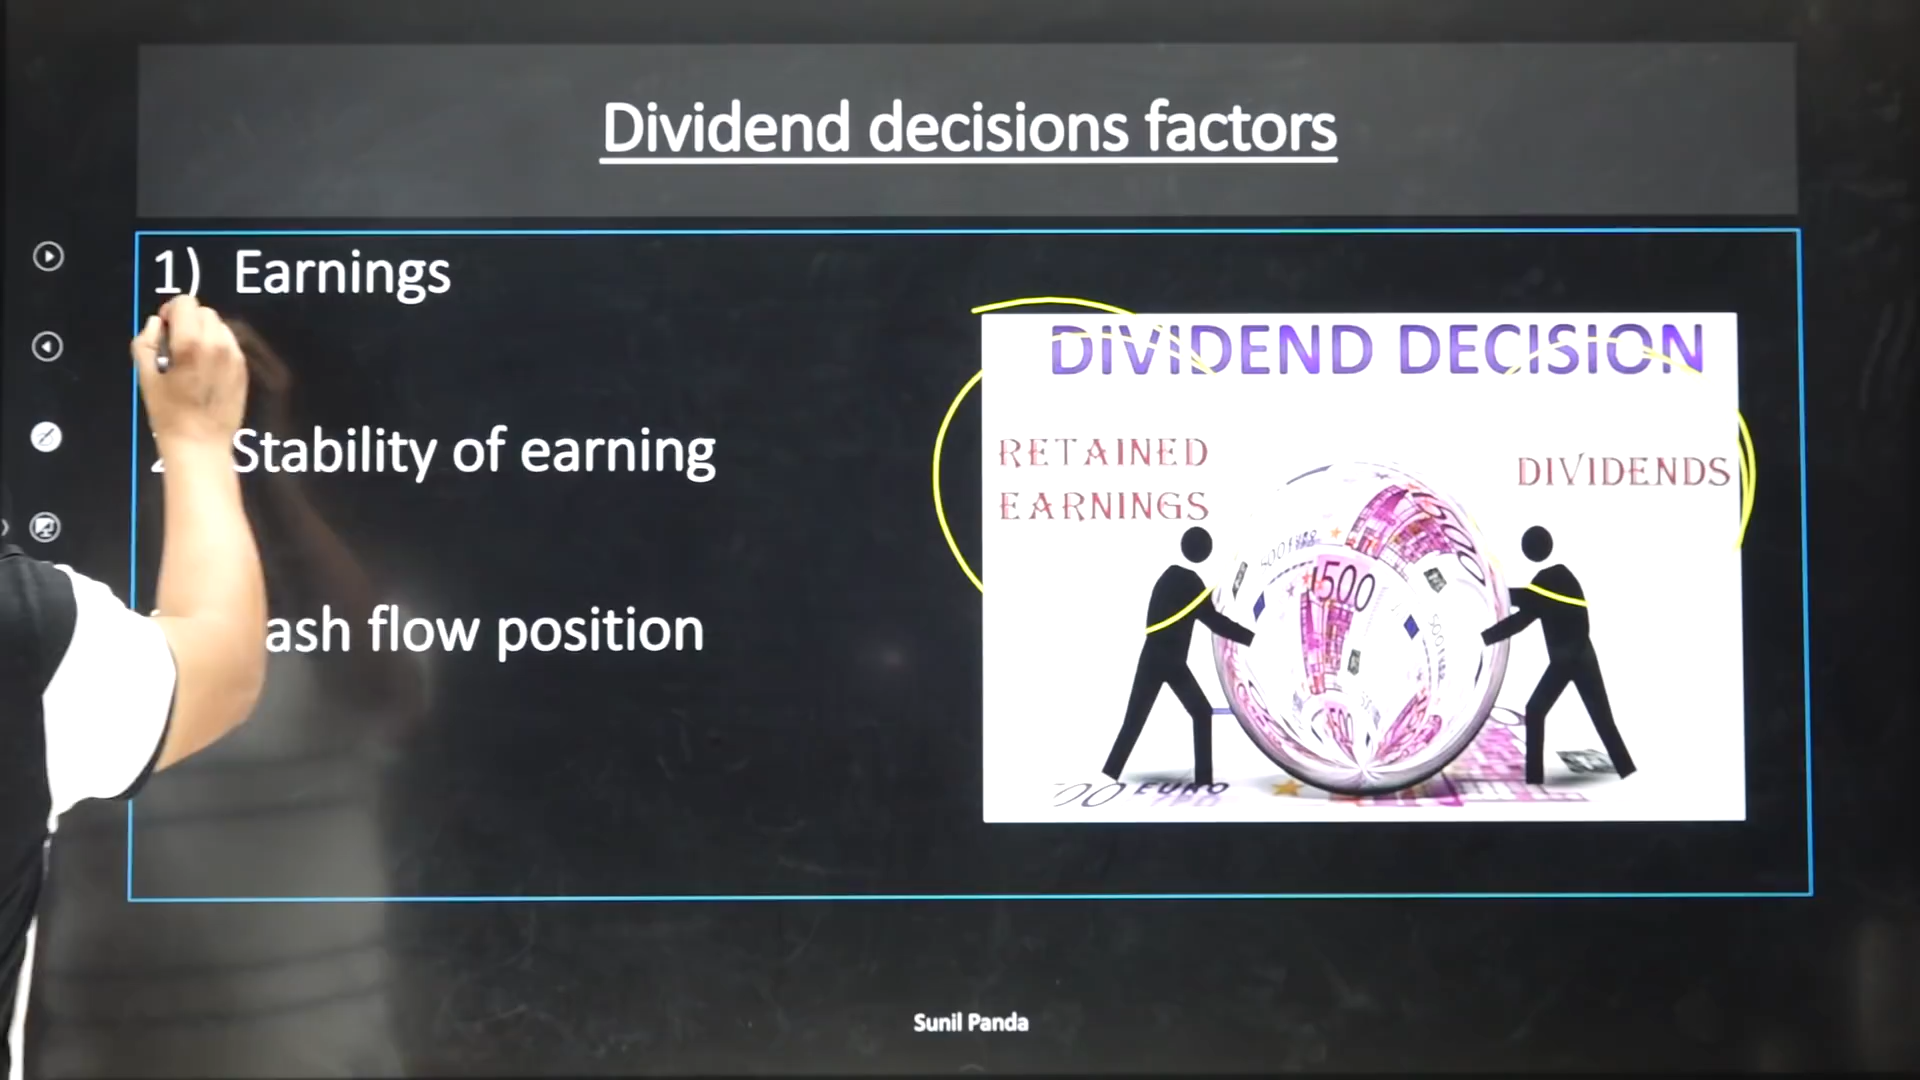 Dividend decisions factors
1) Earnings
Stability of earning
ash flow position
DIVIDEND DECISION
RETAINED
EARNINGS
DIVIDENDS
500
EURO
Sunil Panda